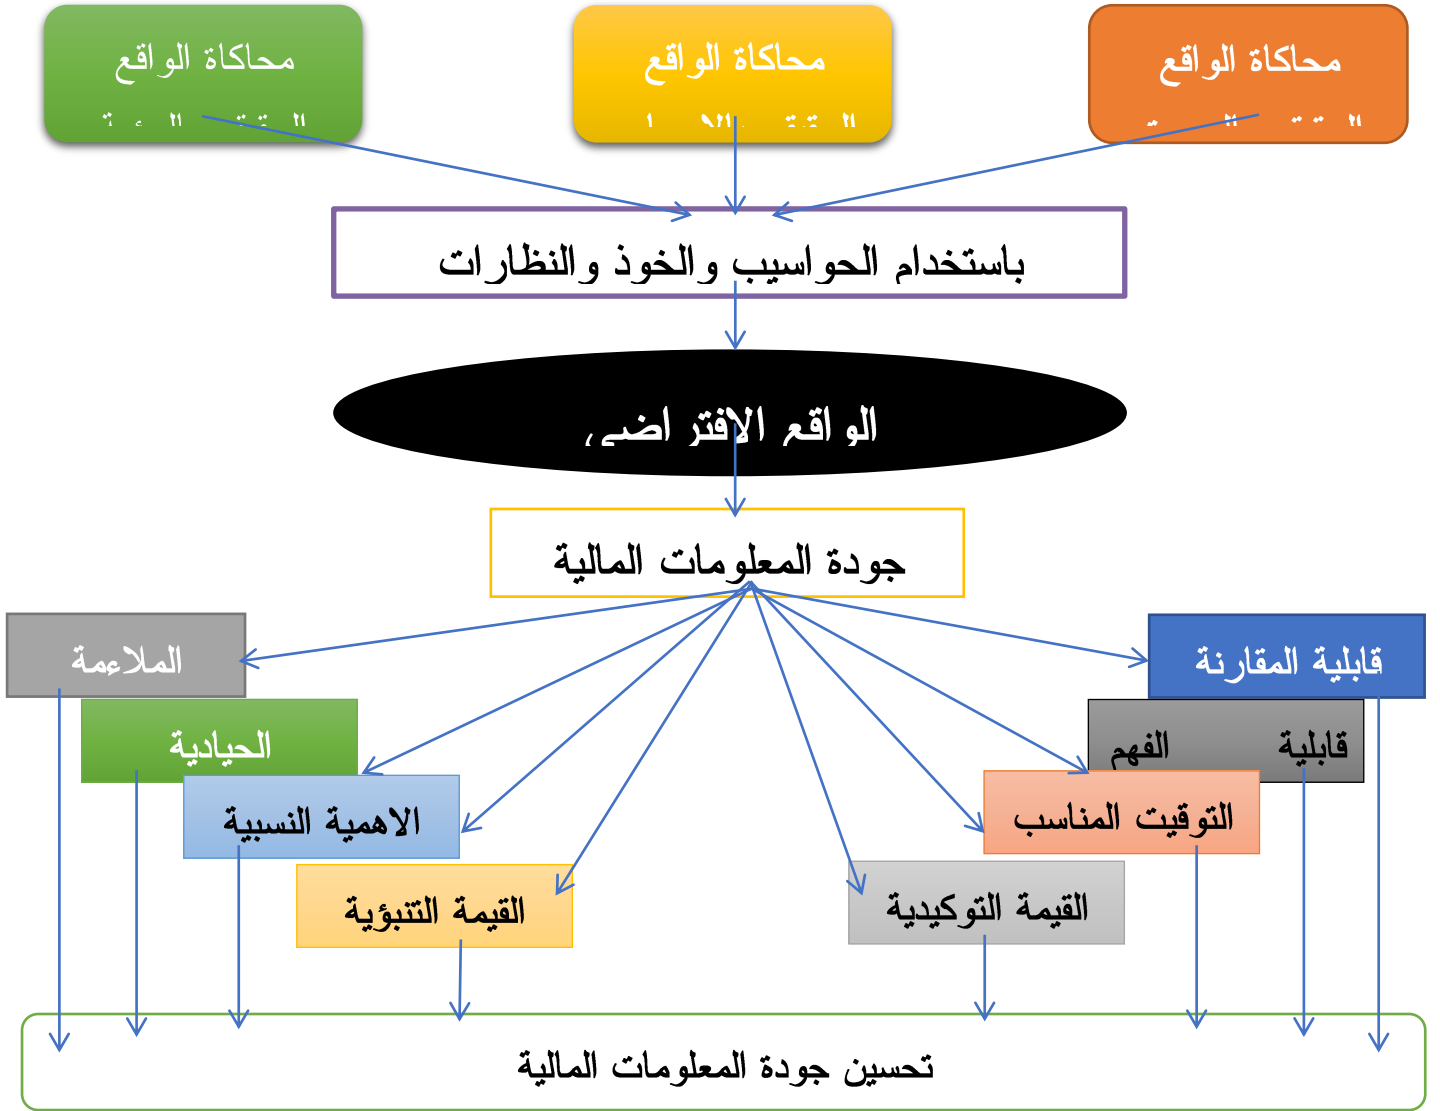 محاكاة الواقع
محاكاة الواقع
محاكاة الواقع
باستخدام الحواسيب والخوذ والنظارات
الواقع الافتراضي
جودة المعلومات المالية
قابلية المقارنة
الملاءمة
قابلية الفهم
الحيادية
التوقيت المناسب
الاهمية النسبية
القيمة التوكيدية
القيمة التنبؤية
تحسين جودة المعلومات المالية